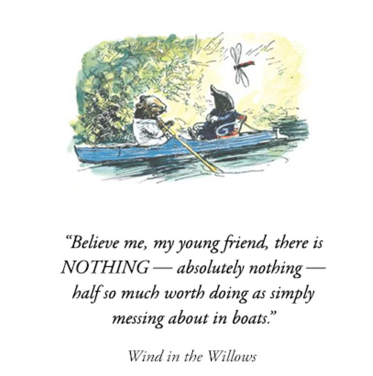 “Believe me, my young friend, there is
NOTHING — absolutely nothing —
half so much worth doing as simply
messing about in boats.”
Wind in the Willows